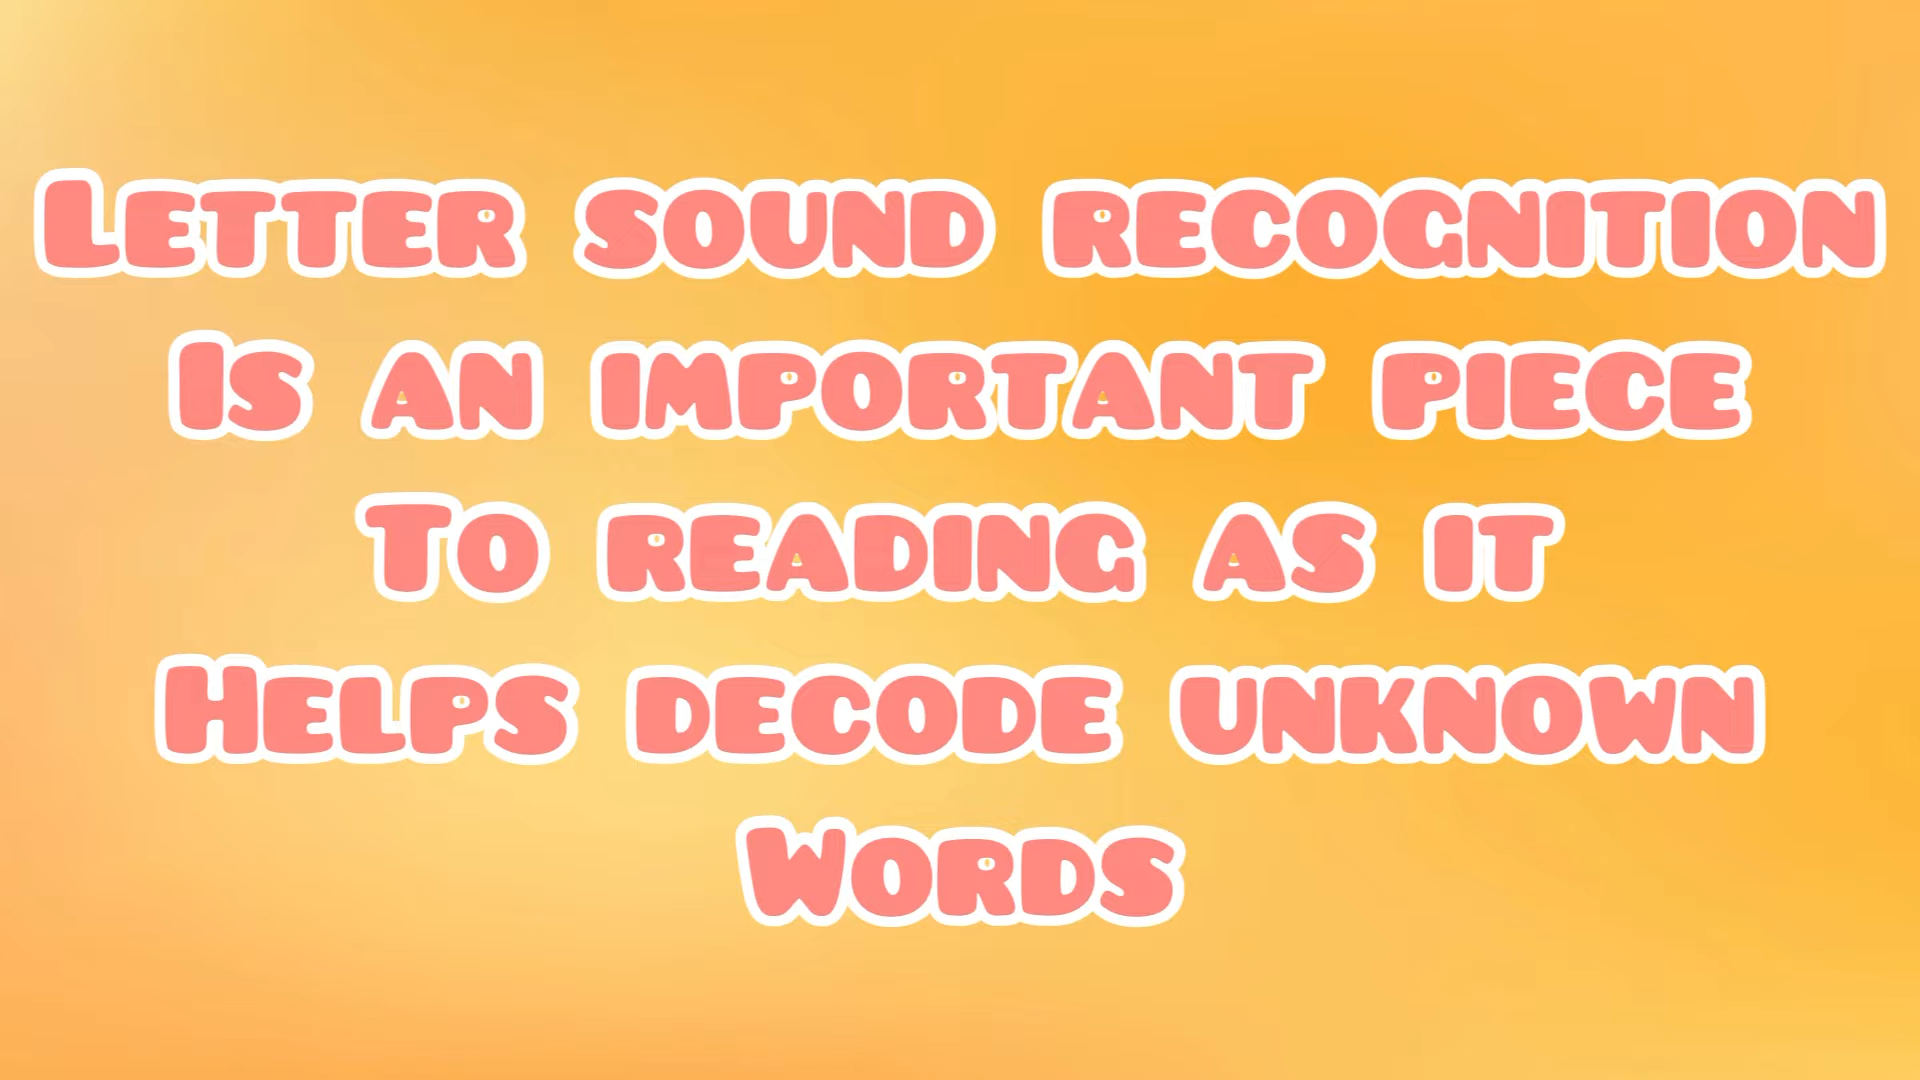 Letter sound recognition
Is an important piece
To reading as it
Helps decode unknown
Words